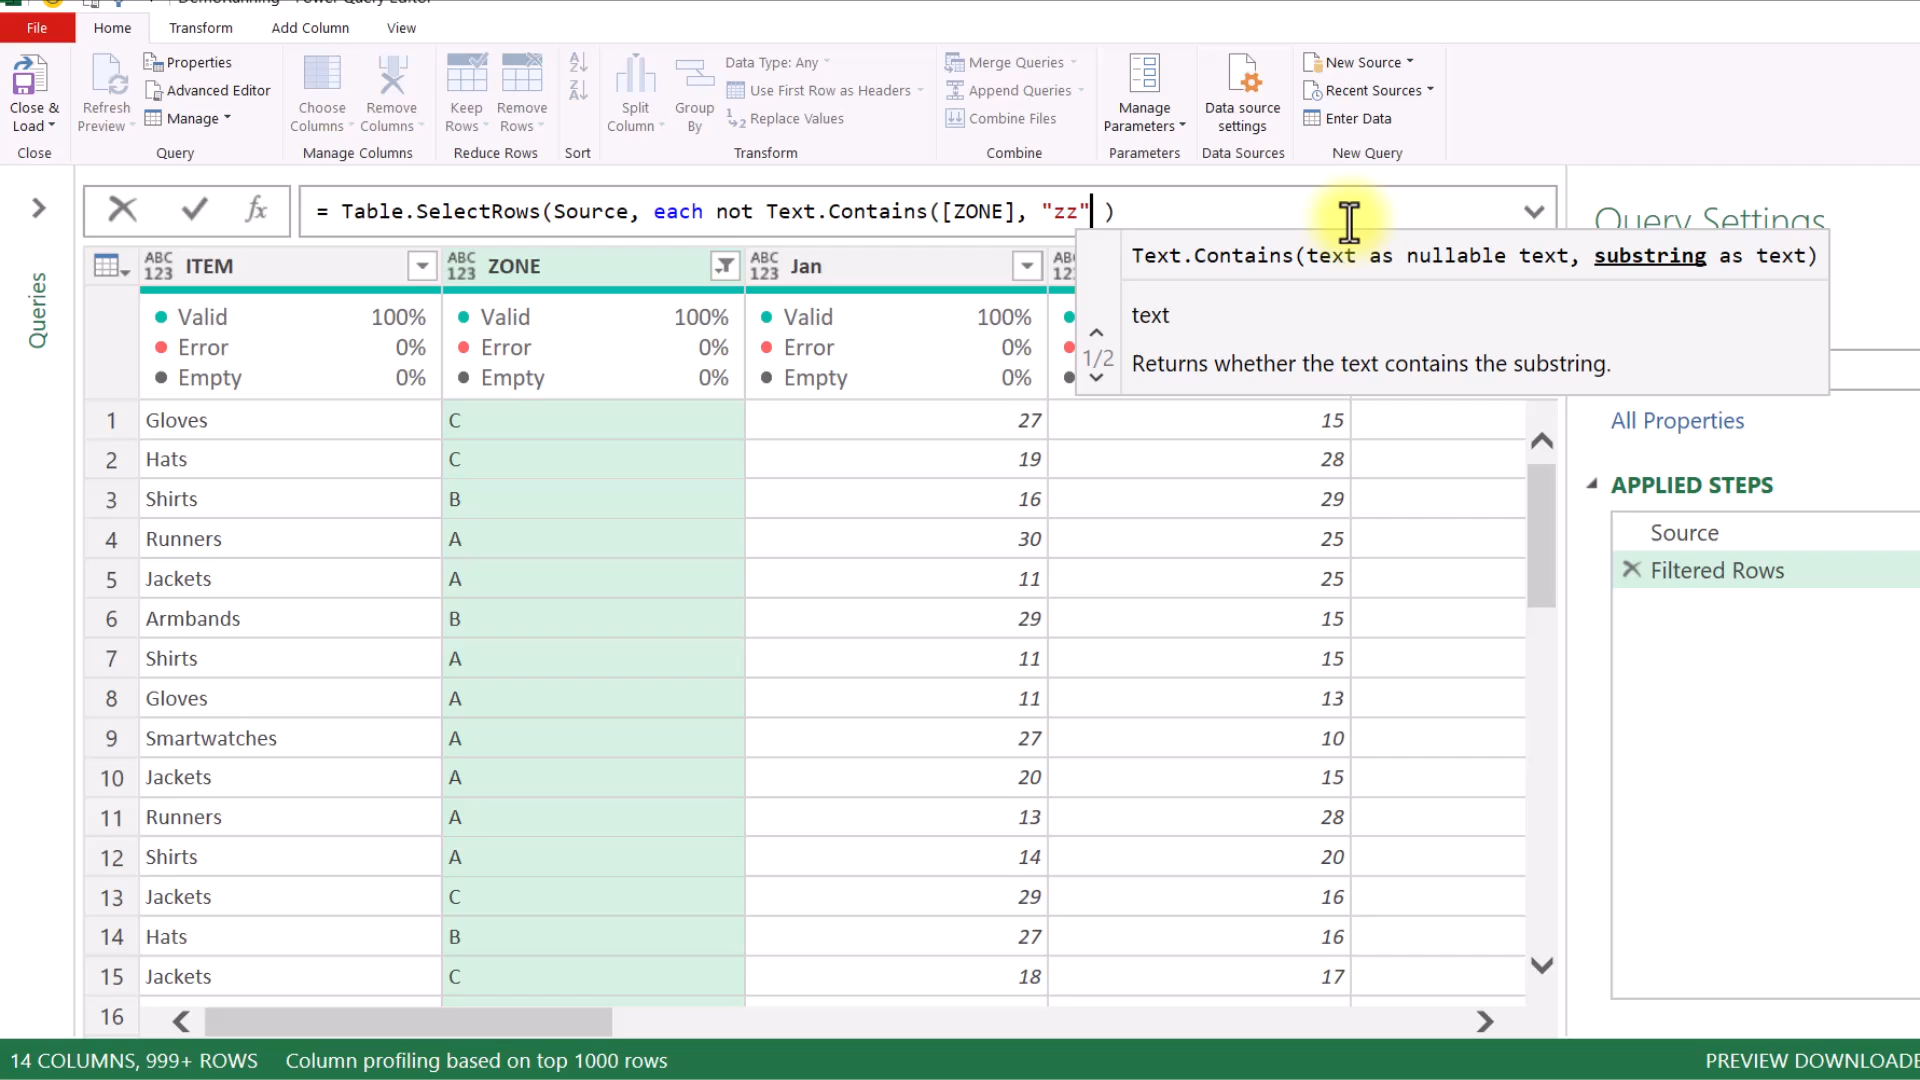 File Home Transform Add Column View
Close & Load
Refresh Preview
Properties
Advanced Editor
Manage
Choose Columns
Remove Columns
Keep Rows
Remove Rows
A Z
Z A
Split Column
Group By
Data Type: Any
Use First Row as Headers
1→2 Replace Values
Merge Queries
Append Queries
Combine Files
Manage Parameters
Data source settings
New Source
Recent Sources
Enter Data
Close Query Manage Columns Reduce Rows Sort Transform Combine Parameters Data Sources New Query
fx = Table.SelectRows(Source, each not Text.Contains([ZONE], "zz" )
Query Settings
Queries
ABC 123 ITEM ABC 123 ZONE ABC 123 Jan
Text.Contains(text as nullable text, substring as text)
text
1/2
Returns whether the text contains the substring.
Valid 100% Valid 100% Valid 100%
Error 0% Error 0% Error 0%
Empty 0% Empty 0% Empty 0%
1 Gloves C 27 15
2 Hats C 19 28
3 Shirts B 16 29
4 Runners A 30 25
5 Jackets A 11 25
6 Armbands B 29 15
7 Shirts A 11 15
8 Gloves A 11 13
9 Smartwatches A 27 10
10 Jackets A 20 15
11 Runners A 13 28
12 Shirts A 14 20
13 Jackets C 29 16
14 Hats B 27 16
15 Jackets C 18 17
16
All Properties
APPLIED STEPS
Source
Filtered Rows
14 COLUMNS, 999+ ROWS Column profiling based on top 1000 rows PREVIEW DOWNLOADE